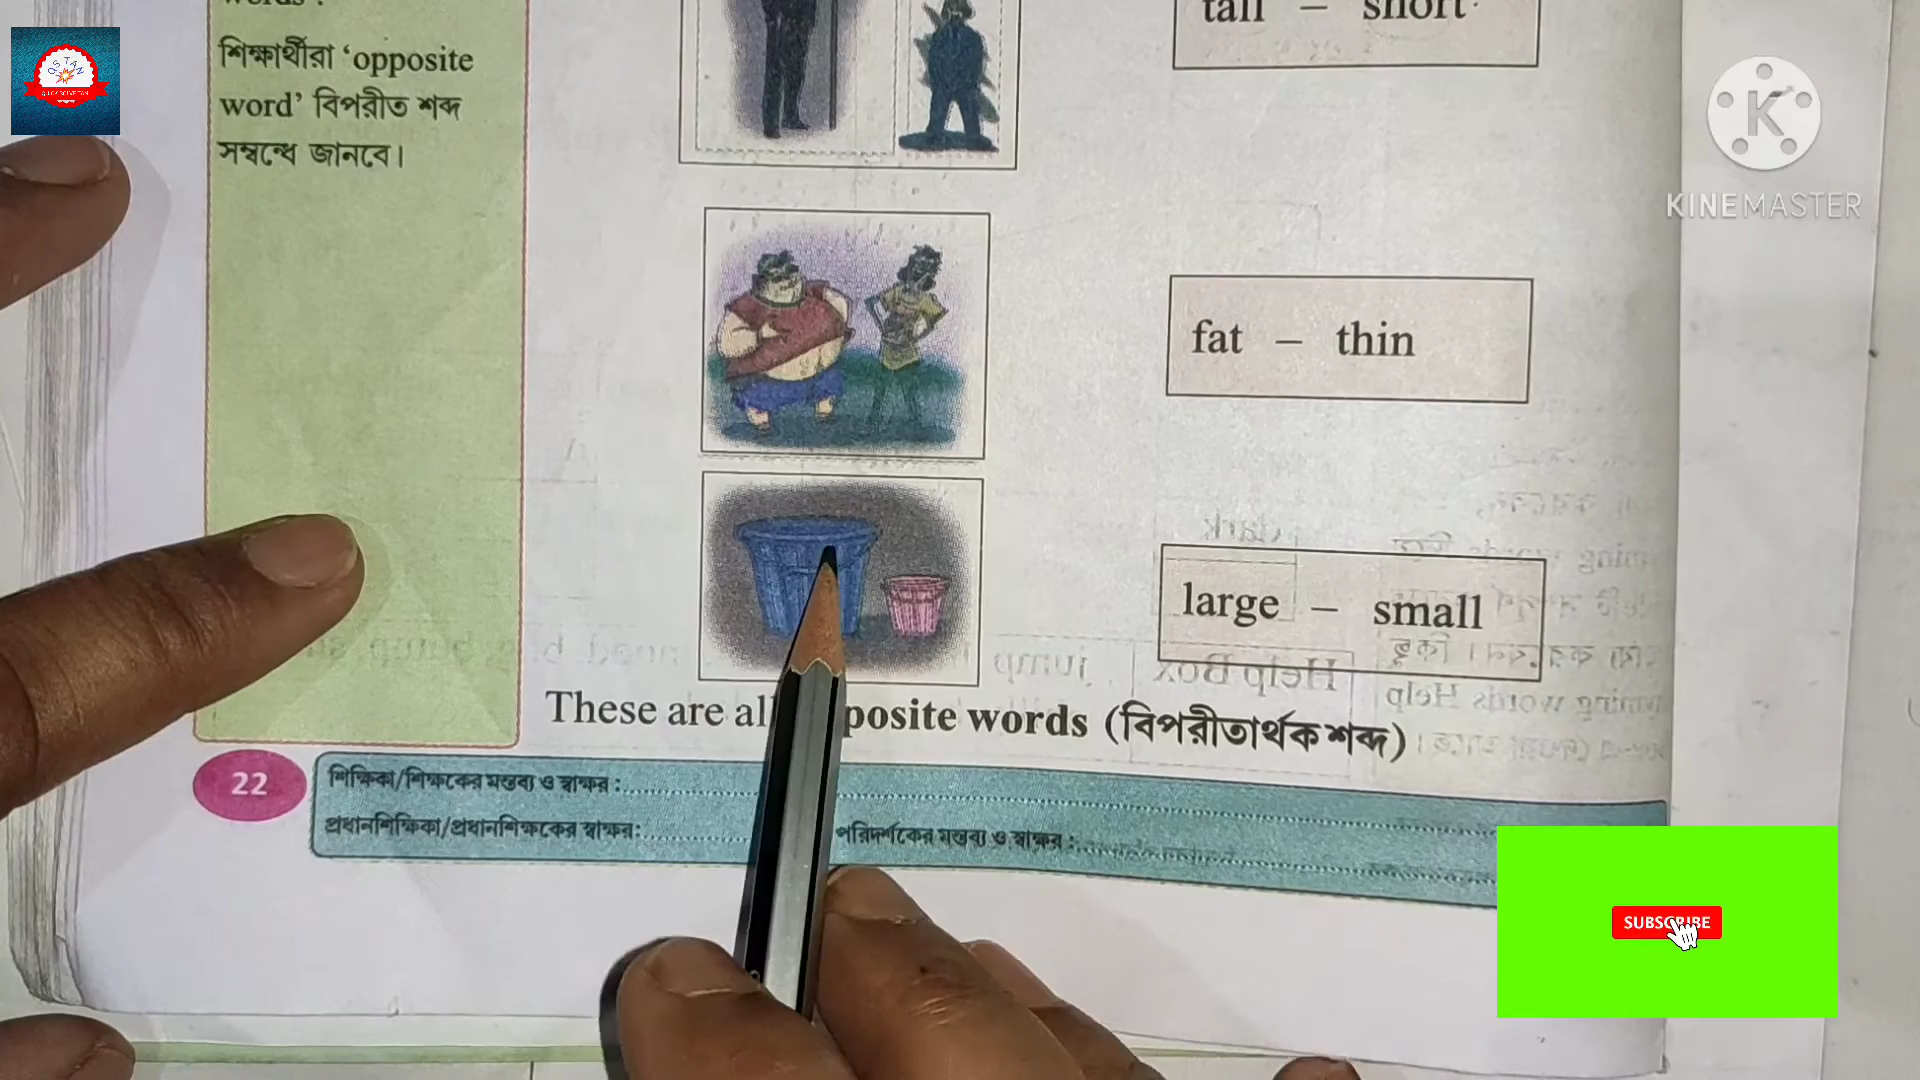 শিক্ষার্থীরা ‘opposite
word’ বিপরীত শব্দ
সম্বন্ধে জানবে।
tall – short
KINEMASTER
fat – thin
large – small
These are all opposite words (বিপরীতার্থক শব্দ)
22
শিক্ষিকা/শিক্ষকের মন্তব্য ও স্বাক্ষর :
প্রধানশিক্ষিকা/প্রধানশিক্ষকের স্বাক্ষর:
পরিদর্শকের মন্তব্য ও স্বাক্ষর :
SUBSCRIBE